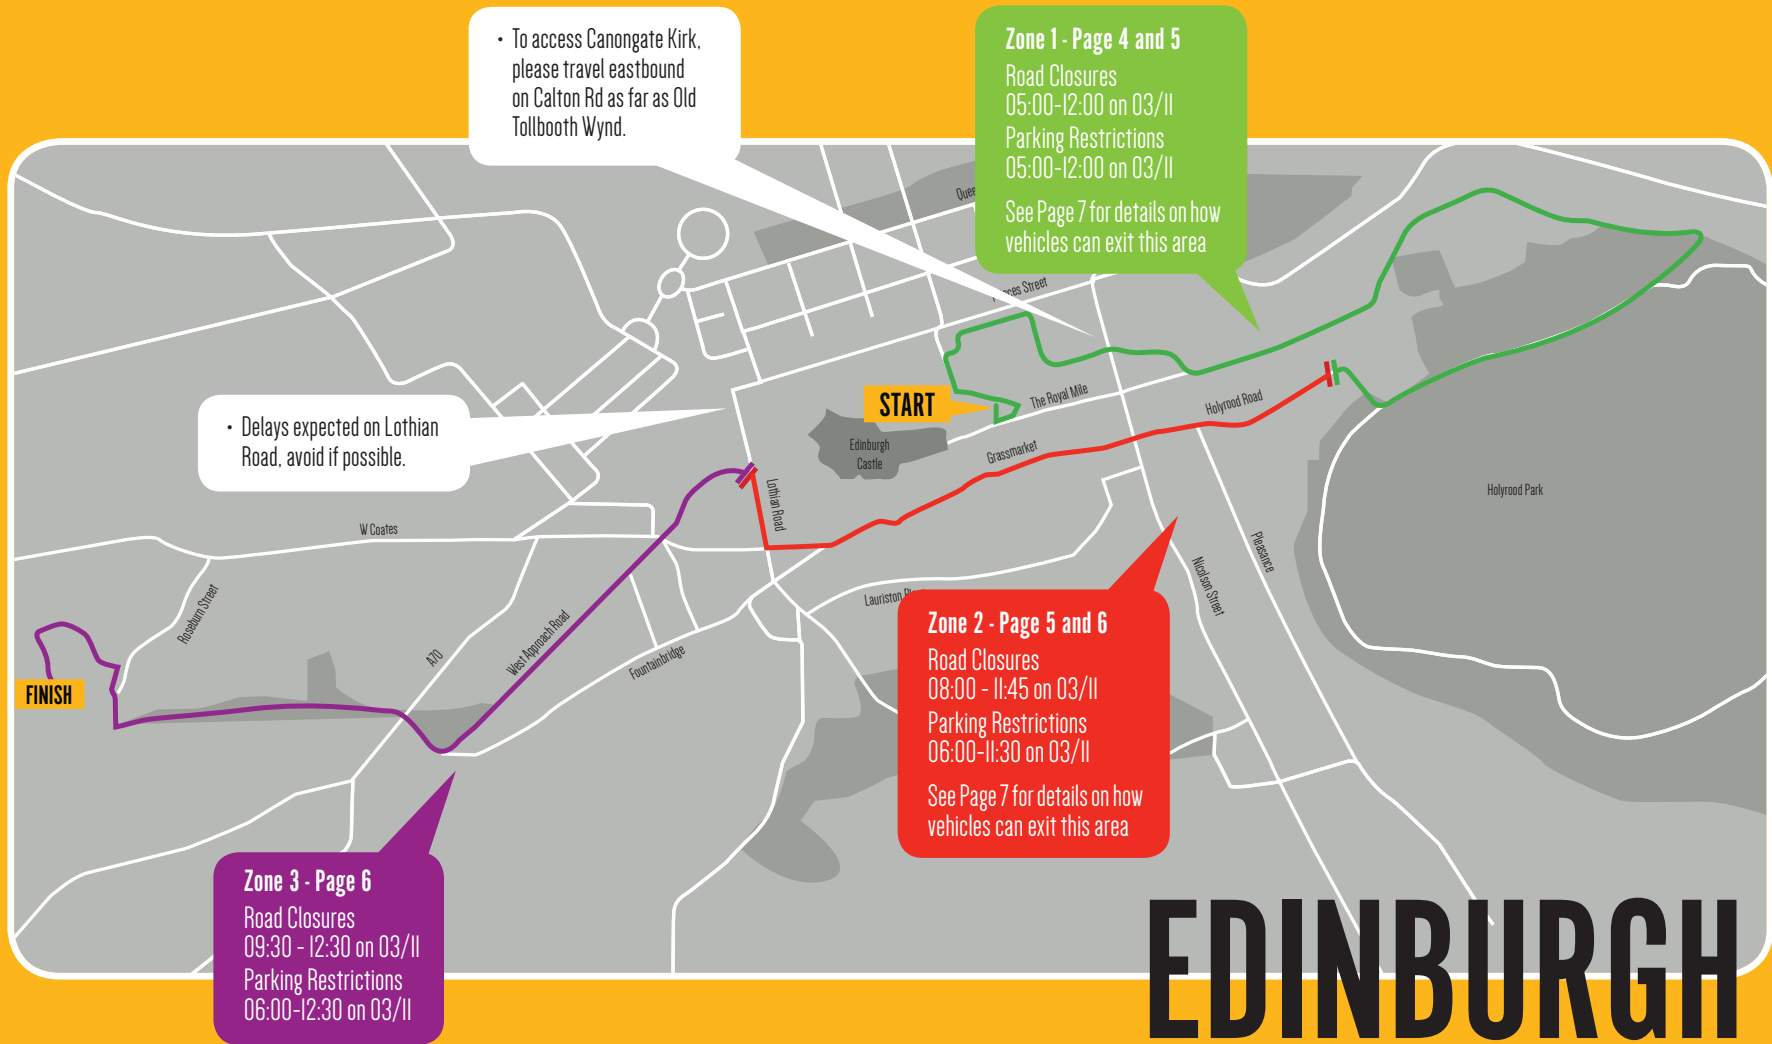 • To access Canongate Kirk,
please travel eastbound
on Calton Rd as far as Old
Tollbooth Wynd.
Zone 1 - Page 4 and 5
Road Closures
05:00-12:00 on 03/11
Parking Restrictions
05:00-12:00 on 03/11
See Page 7 for details on how
vehicles can exit this area
Street
START
The Royal Mile
Holyrood Road
Edinburgh
Castle
Grassmarket
• Delays expected on Lothian
Road, avoid if possible.
Lothian Road
Holyrood Park
W Coates
Pleasance
Nicolson Street
Roseburn Street
Lauriston
A70
West Approach Road
Fountainbridge
FINISH
Zone 2 - Page 5 and 6
Road Closures
08:00 - 11:45 on 03/11
Parking Restrictions
06:00-11:30 on 03/11
See Page 7 for details on how
vehicles can exit this area
Zone 3 - Page 6
Road Closures
09:30 - 12:30 on 03/11
Parking Restrictions
06:00-12:30 on 03/11
EDINBURGH